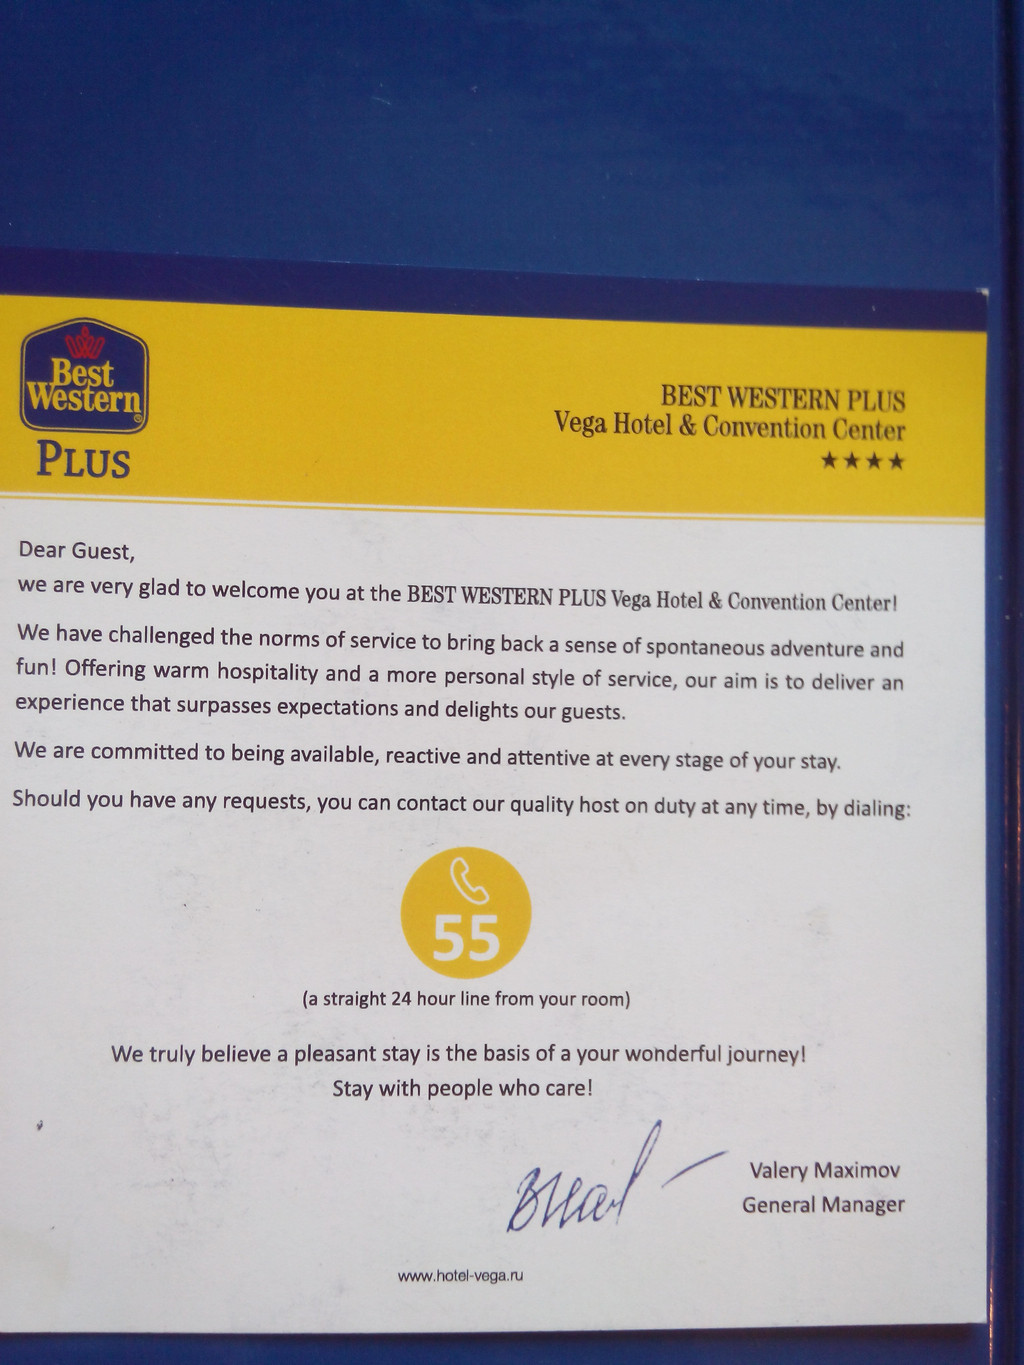 Best
Western
PLUS
BEST WESTERN PLUS
Vega Hotel & Convention Center
★★★★
Dear Guest,
we are very glad to welcome you at the BEST WESTERN PLUS Vega Hotel & Convention Center!
We have challenged the norms of service to bring back a sense of spontaneous adventure and
fun! Offering warm hospitality and a more personal style of service, our aim is to deliver an
experience that surpasses expectations and delights our guests.
We are committed to being available, reactive and attentive at every stage of your stay.
Should you have any requests, you can contact our quality host on duty at any time, by dialing:
55
(a straight 24 hour line from your room)
We truly believe a pleasant stay is the basis of a your wonderful journey!
Stay with people who care!
Valery Maximov
General Manager
www.hotel-vega.ru